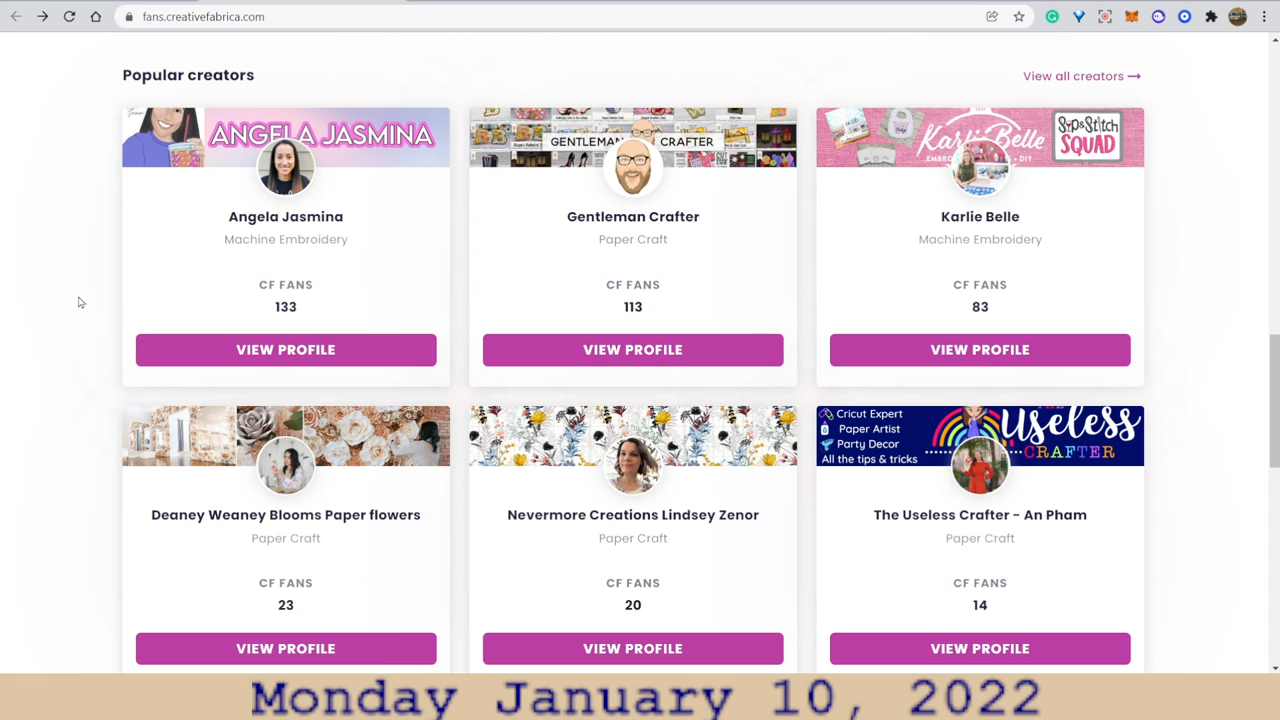 fans.creativefabrica.com
Popular creators
View all creators →
ANGELA JASMINA
Angela Jasmina
Machine Embroidery
CF FANS
133
VIEW PROFILE
GENTLEMAN CRAFTER
Gentleman Crafter
Paper Craft
CF FANS
113
VIEW PROFILE
Karlie Belle
Sip & Stitch
SQUAD
Karlie Belle
Machine Embroidery
CF FANS
83
VIEW PROFILE
Deaney Weaney Blooms Paper flowers
Paper Craft
CF FANS
23
VIEW PROFILE
Nevermore Creations Lindsey Zenor
Paper Craft
CF FANS
20
VIEW PROFILE
Cricut Expert
Paper Artist
Party Decor
All the tips & tricks
Useless
CRAFTER
The Useless Crafter - An Pham
Paper Craft
CF FANS
14
VIEW PROFILE
Monday January 10, 2022